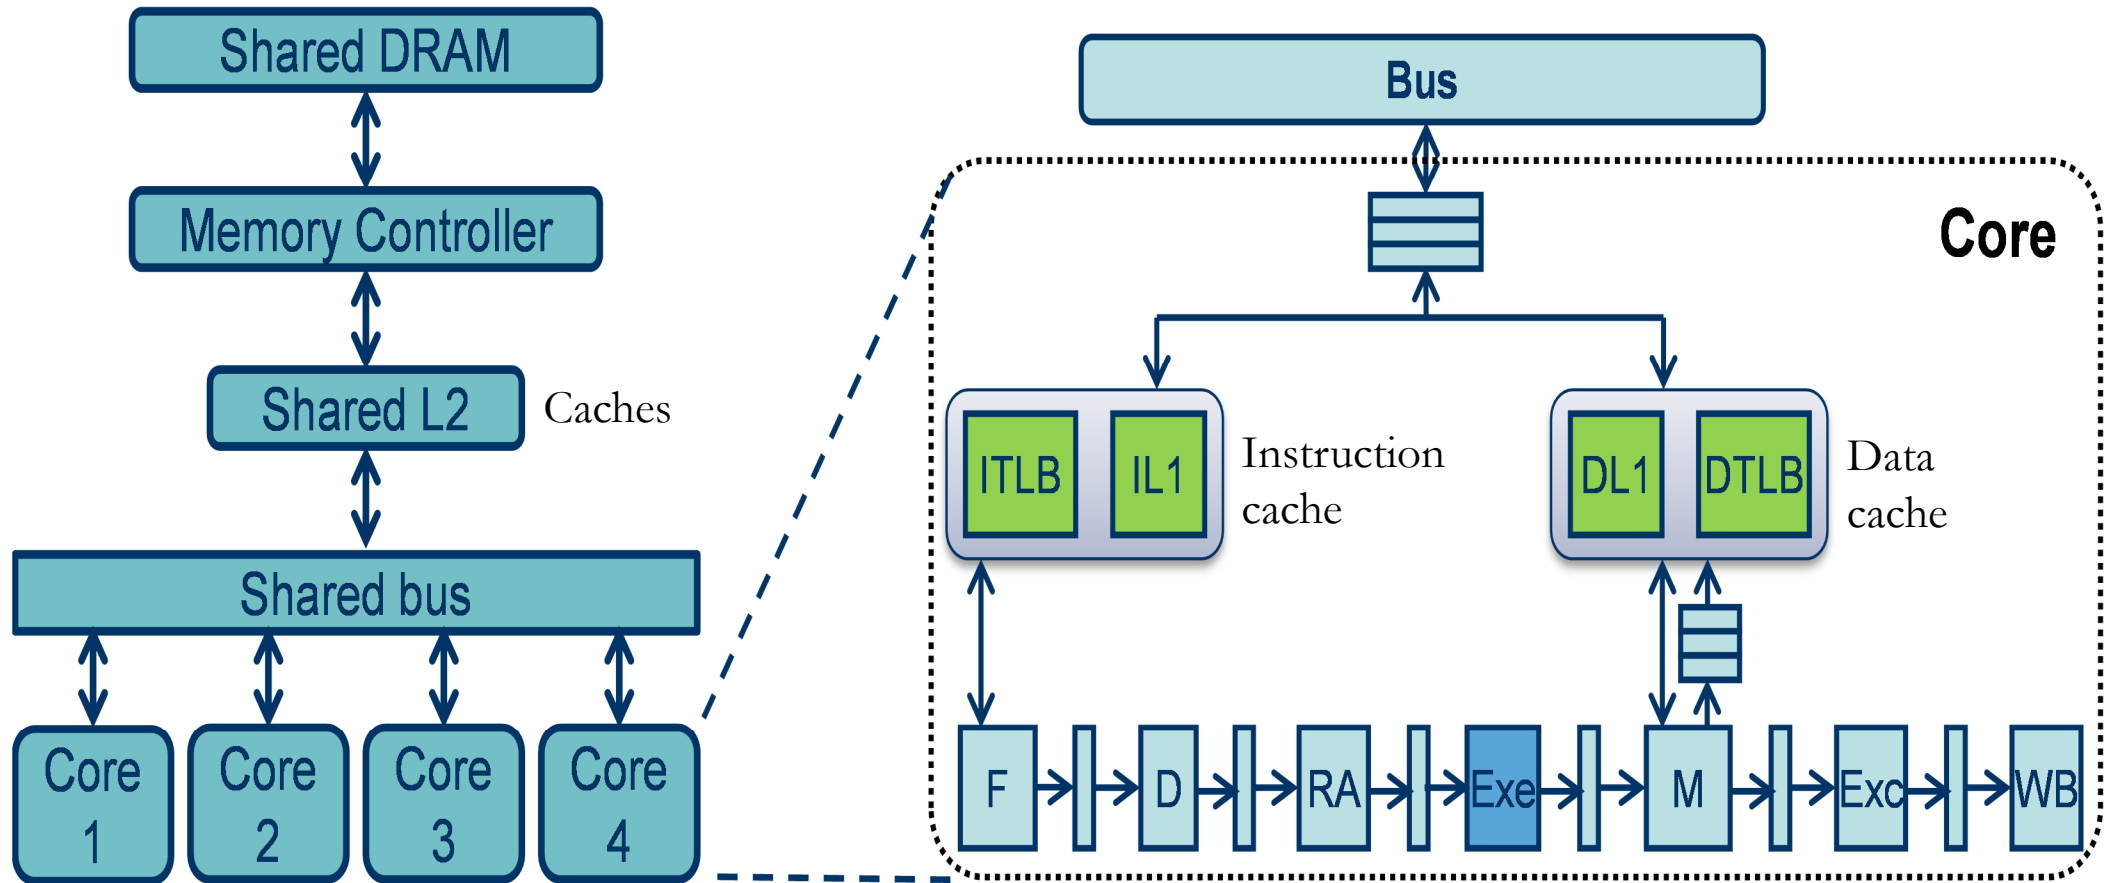 Shared DRAM
Memory Controller
Shared L2
Caches
Shared bus
Core
1
Core
2
Core
3
Core
4
Bus
Core
ITLB
IL1
Instruction
cache
DL1
DTLB
Data
cache
F
D
RA
Exe
M
Exc
WB